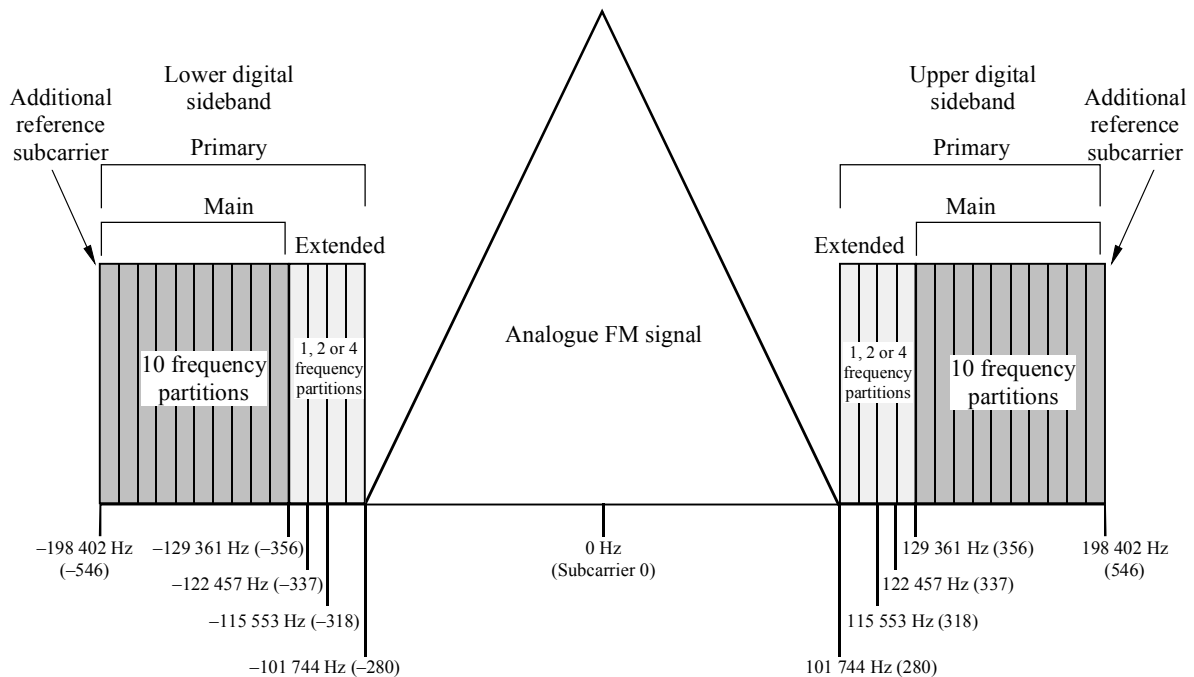 Lower digital
sideband
Upper digital
sideband
Additional
reference
subcarrier
Additional
reference
subcarrier
Primary
Primary
Main
Main
Extended
Extended
Analogue FM signal
10 frequency
partitions
1, 2 or 4
frequency
partitions
1, 2 or 4
frequency
partitions
10 frequency
partitions
–198 402 Hz
(–546)
–129 361 Hz (–356)
0 Hz
(Subcarrier 0)
129 361 Hz (356)
198 402 Hz
(546)
–122 457 Hz (–337)
122 457 Hz (337)
–115 553 Hz (–318)
115 553 Hz (318)
–101 744 Hz (–280)
101 744 Hz (280)